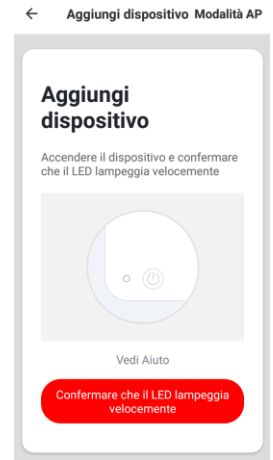 Aggiungi dispositivo Modalità AP
Aggiungi
dispositivo
Accendere il dispositivo e confermare
che il LED lampeggia velocemente
Vedi Aiuto
Confermare che il LED lampeggia
velocemente